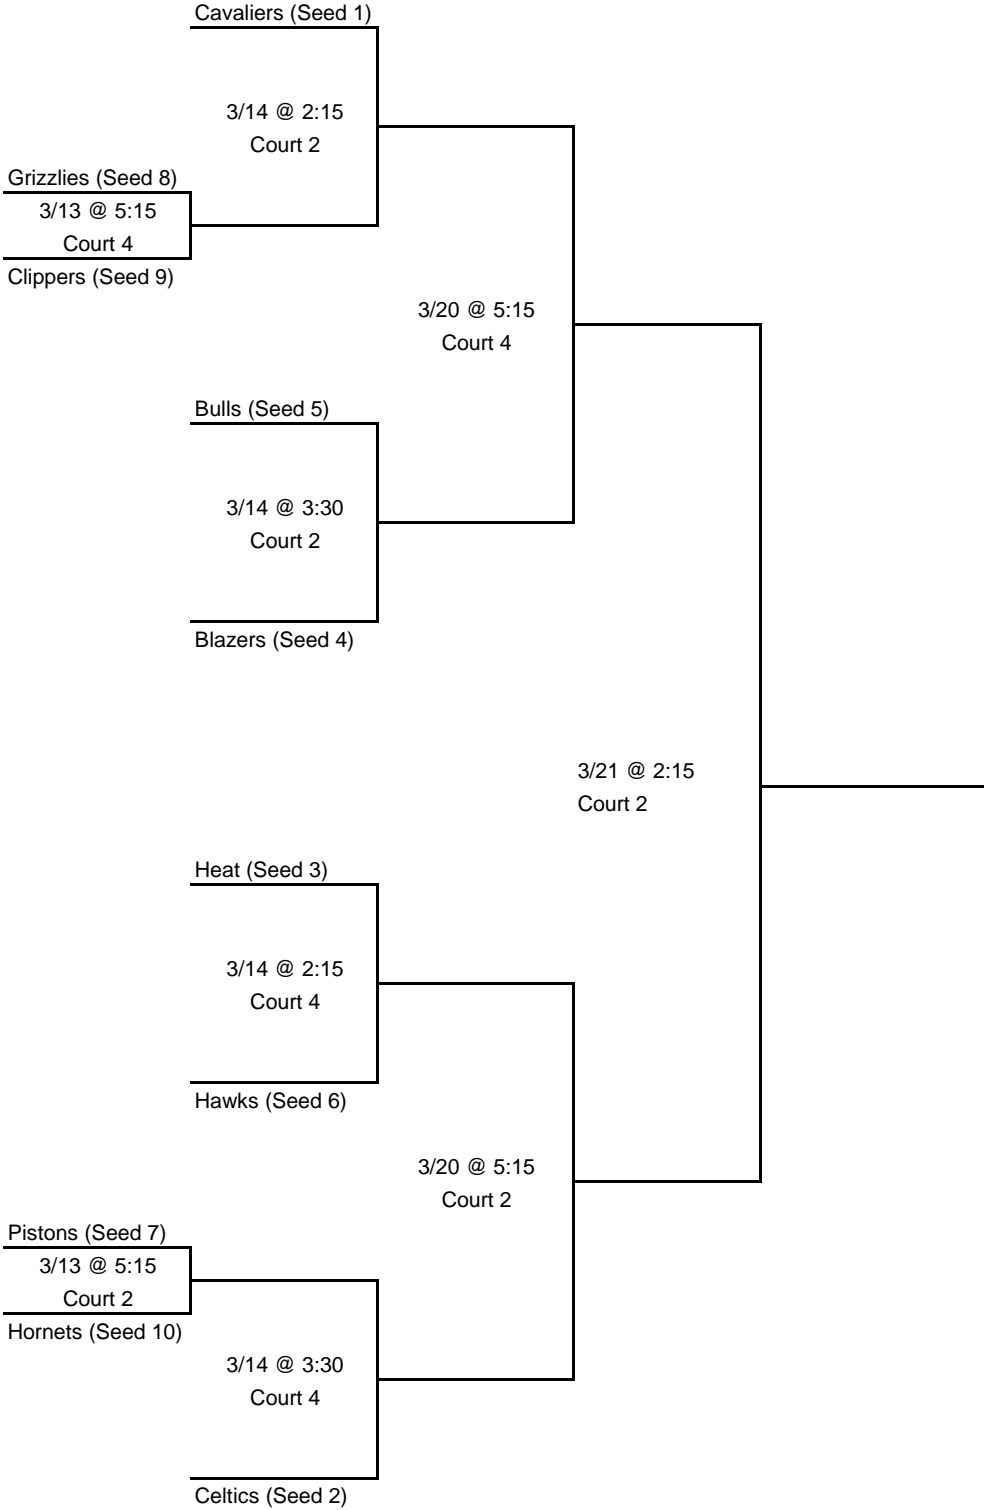 Cavaliers (Seed 1)
3/14 @ 2:15
Court 2
Grizzlies (Seed 8)
3/13 @ 5:15
Court 4
Clippers (Seed 9)
3/20 @ 5:15
Court 4
Bulls (Seed 5)
3/14 @ 3:30
Court 2
Blazers (Seed 4)
3/21 @ 2:15
Court 2
Heat (Seed 3)
3/14 @ 2:15
Court 4
Hawks (Seed 6)
3/20 @ 5:15
Court 2
Pistons (Seed 7)
3/13 @ 5:15
Court 2
Hornets (Seed 10)
3/14 @ 3:30
Court 4
Celtics (Seed 2)